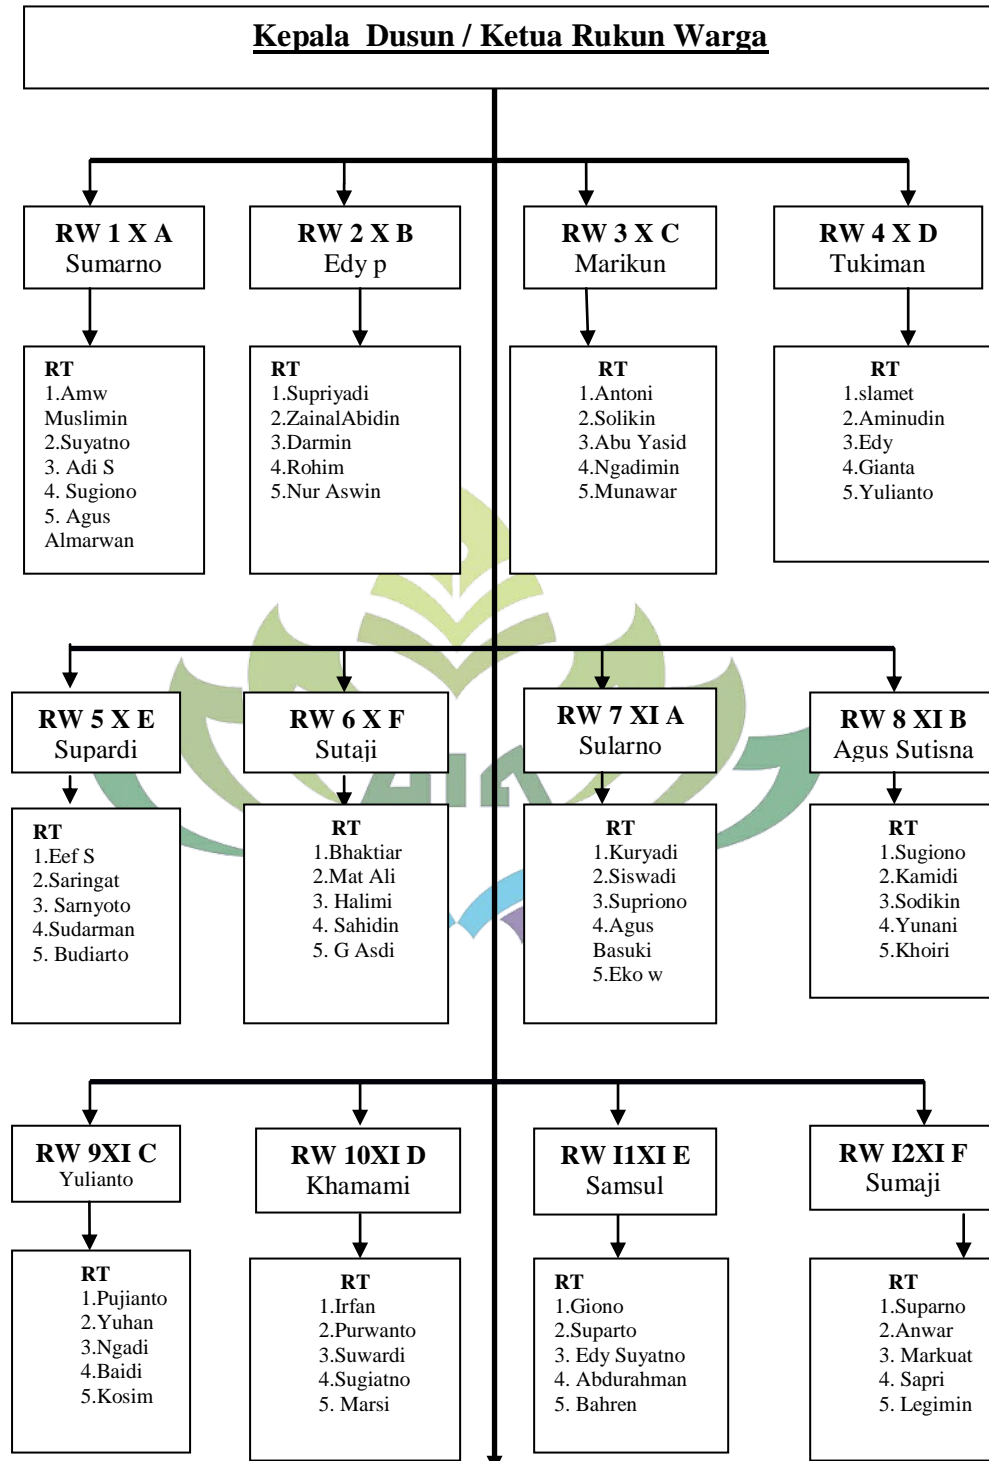 Kepala Dusun / Ketua Rukun Warga
RW 1 X A
Sumarno
RW 2 X B
Edy p
RW 3 X C
Marikun
RW 4 X D
Tukiman
RT
1.Amw
Muslimin
2.Suyatno
3. Adi S
4. Sugiono
5. Agus
Almarwan
RT
1.Supriyadi
2.ZainalAbidin
3.Darmin
4.Rohim
5.Nur Aswin
RT
1.Antoni
2.Solikin
3.Abu Yasid
4.Ngadimin
5.Munawar
RT
1.slamet
2.Aminudin
3.Edy
4.Gianta
5.Yulianto
RW 5 X E
Supardi
RW 6 X F
Sutaji
RW 7 XI A
Sularno
RW 8 XI B
Agus Sutisna
RT
1.Eef S
2.Saringat
3. Sarnyoto
4.Sudarman
5. Budiarto
RT
1.Bhaktiar
2.Mat Ali
3. Halimi
4. Sahidin
5. G Asdi
RT
1.Kuryadi
2.Siswadi
3.Supriono
4.Agus
Basuki
5.Eko w
RT
1.Sugiono
2.Kamidi
3.Sodikin
4.Yunani
5.Khoiri
RW 9XI C
Yulianto
RW 10XI D
Khamami
RW I1XI E
Samsul
RW I2XI F
Sumaji
RT
1.Pujianto
2.Yuhan
3.Ngadi
4.Baidi
5.Kosim
RT
1.Irfan
2.Purwanto
3.Suwardi
4.Sugiatno
5. Marsi
RT
1.Giono
2.Suparto
3. Edy Suyatno
4. Abdurahman
5. Bahren
RT
1.Suparno
2.Anwar
3. Markuat
4. Sapri
5. Legimin